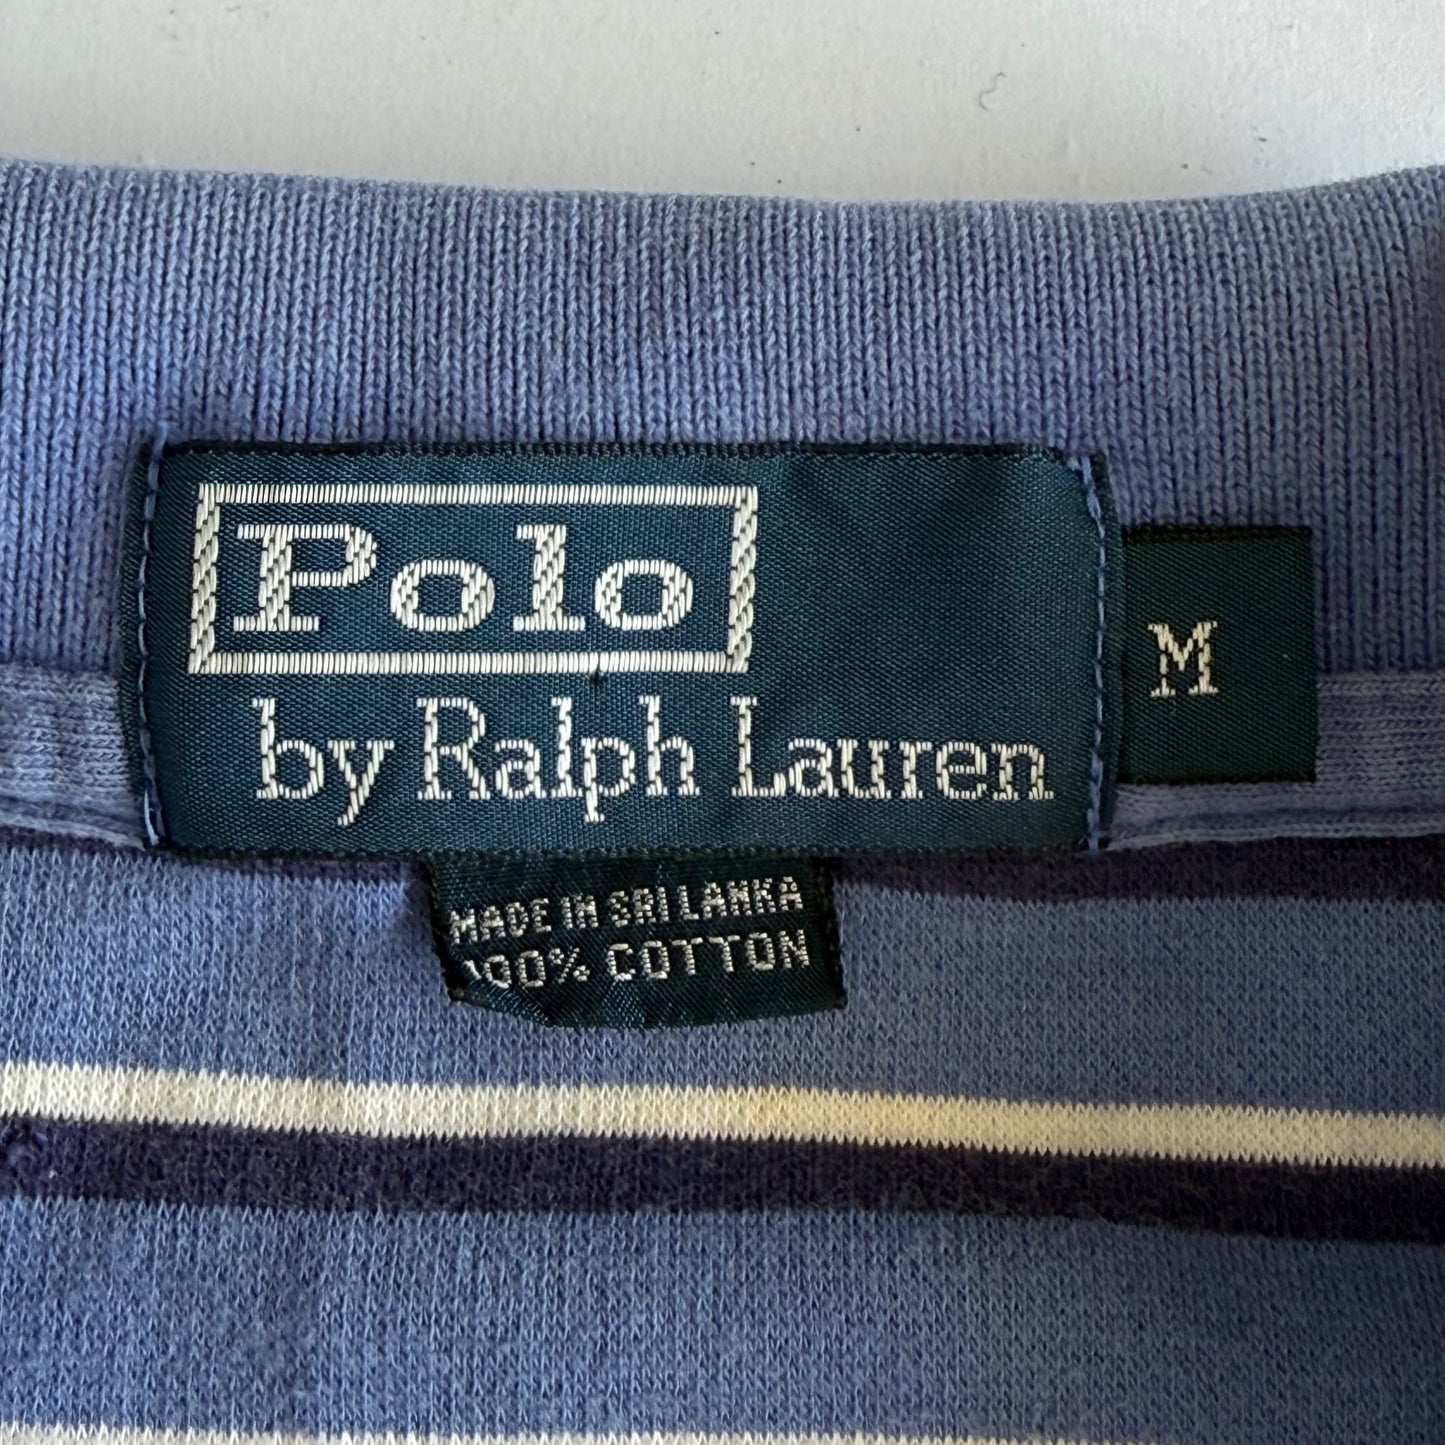 Polo
by Ralph Lauren
M
MADE IN SRI LANKA
100% COTTON